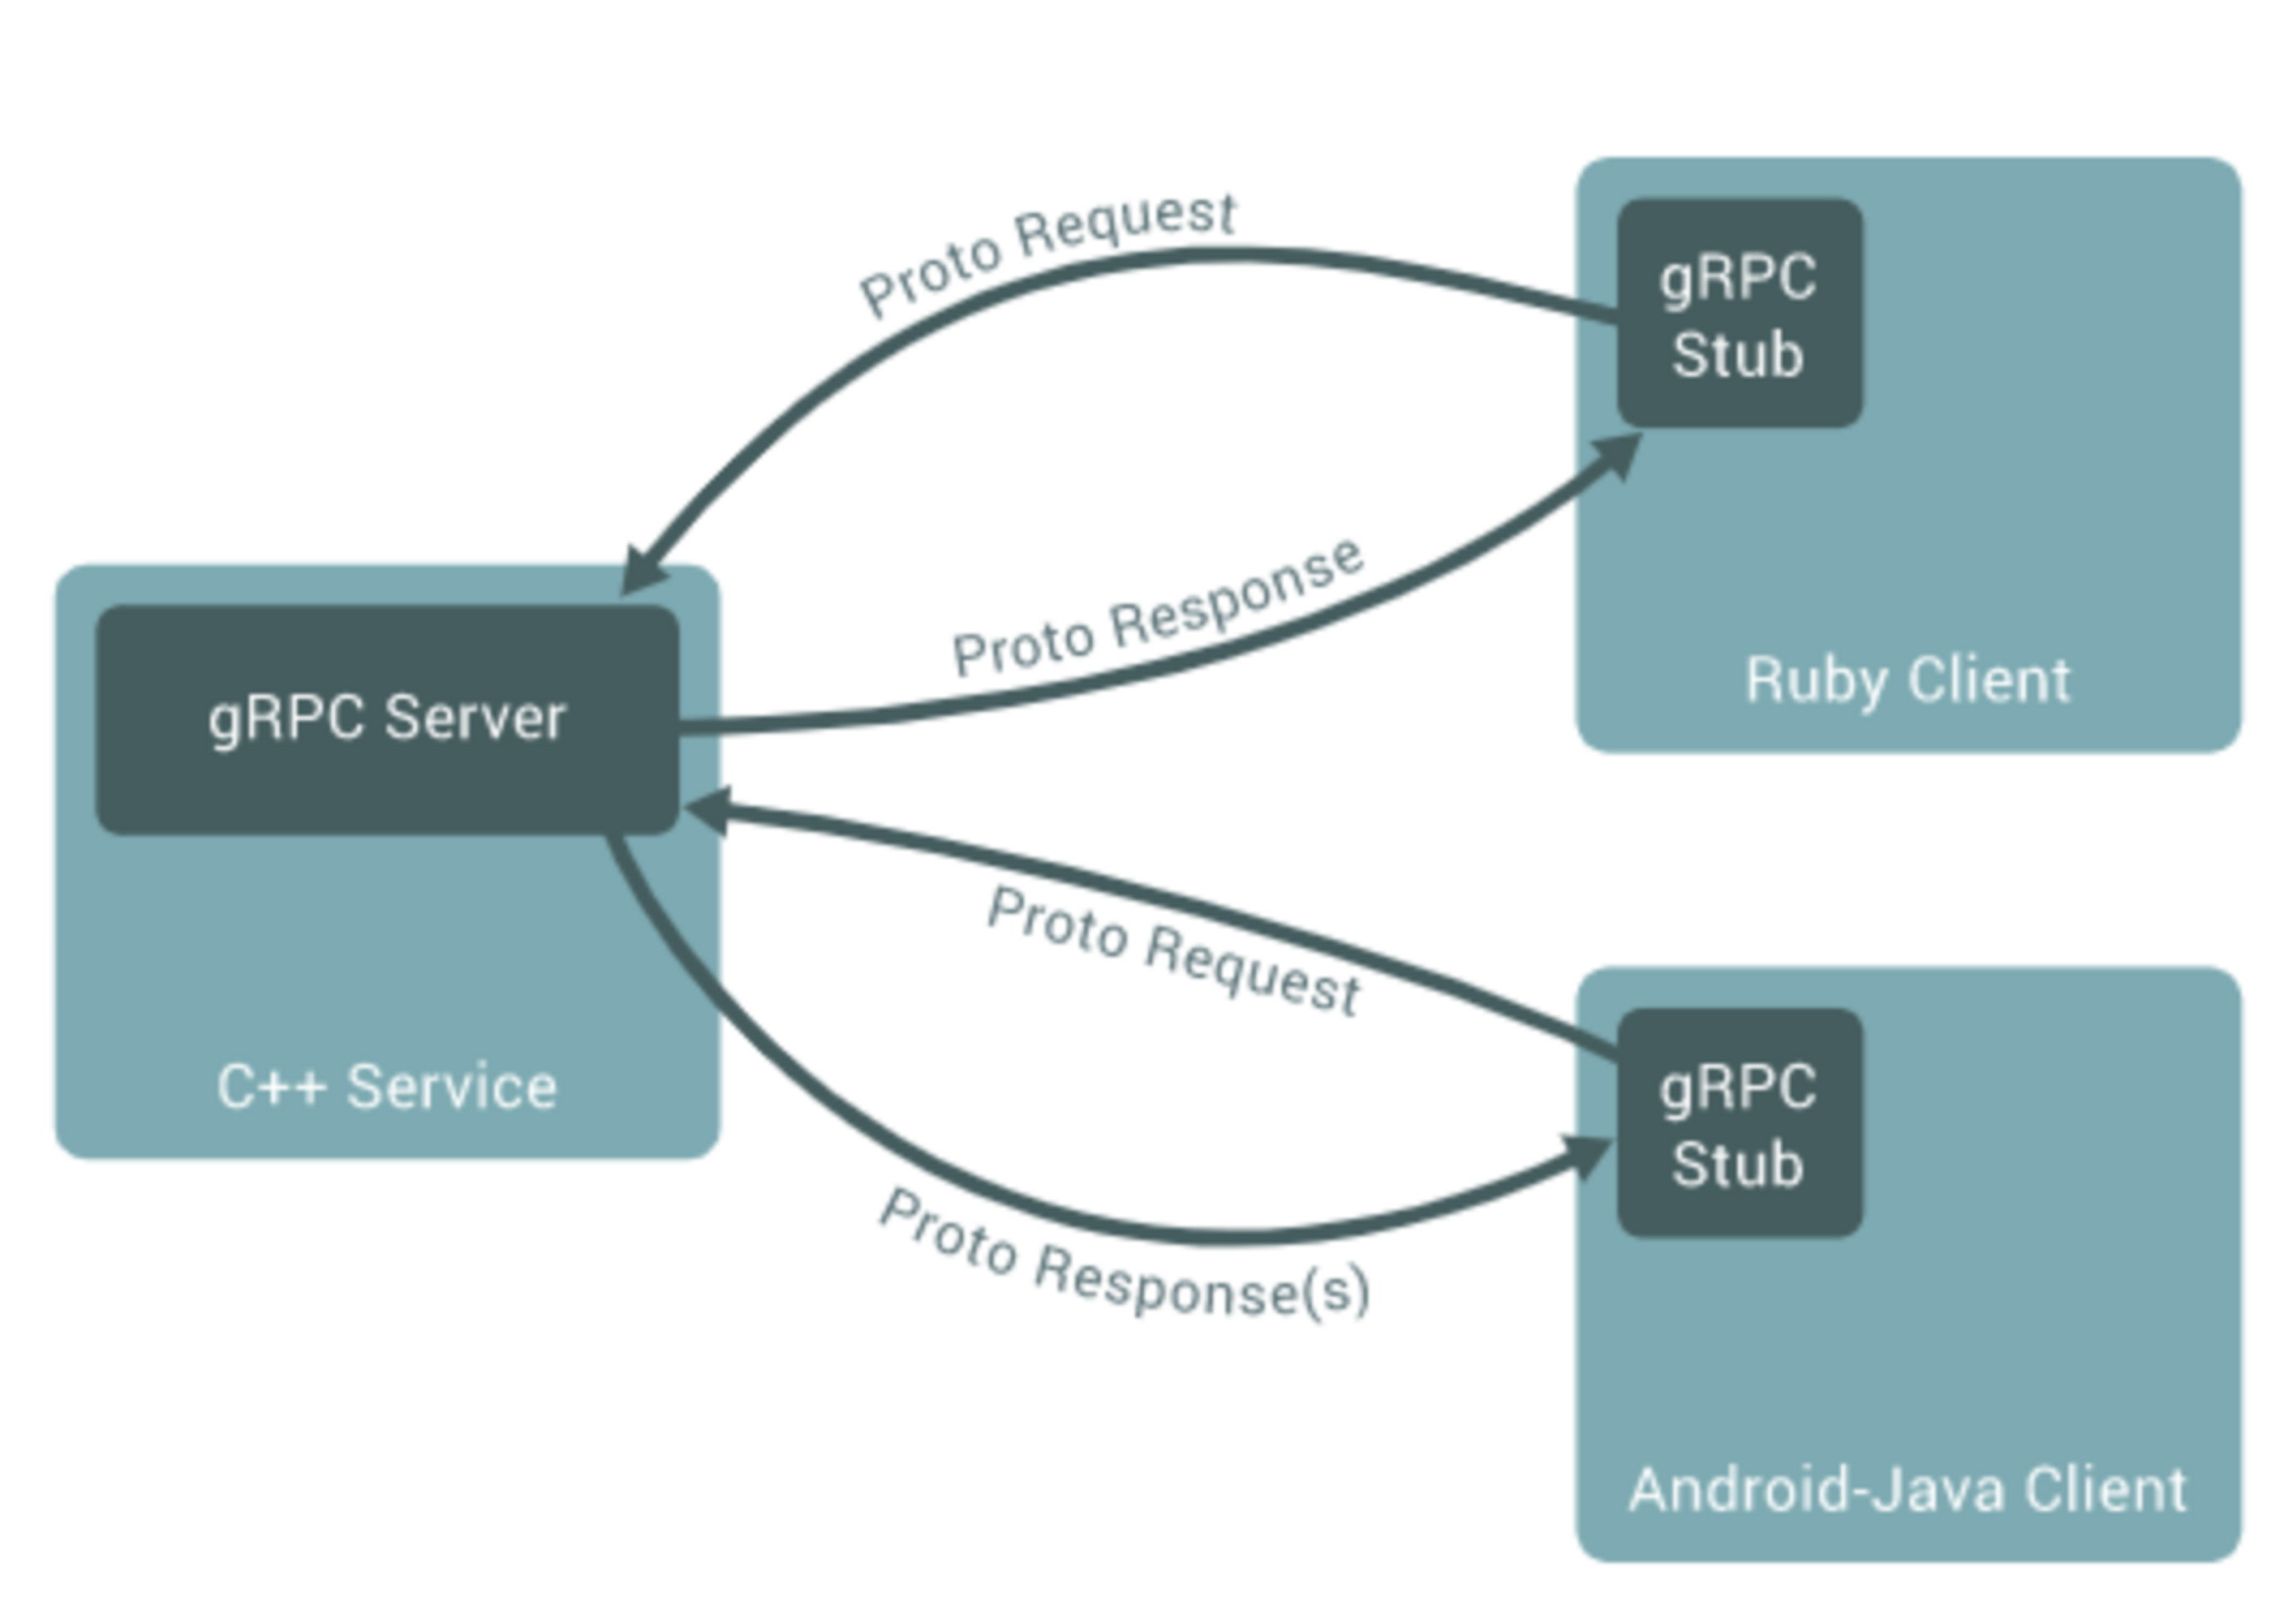 Proto Request
gRPC
Stub
Proto Response
Ruby Client
gRPC Server
C++ Service
Proto Request
gRPC
Stub
Proto Response(s)
Android-Java Client